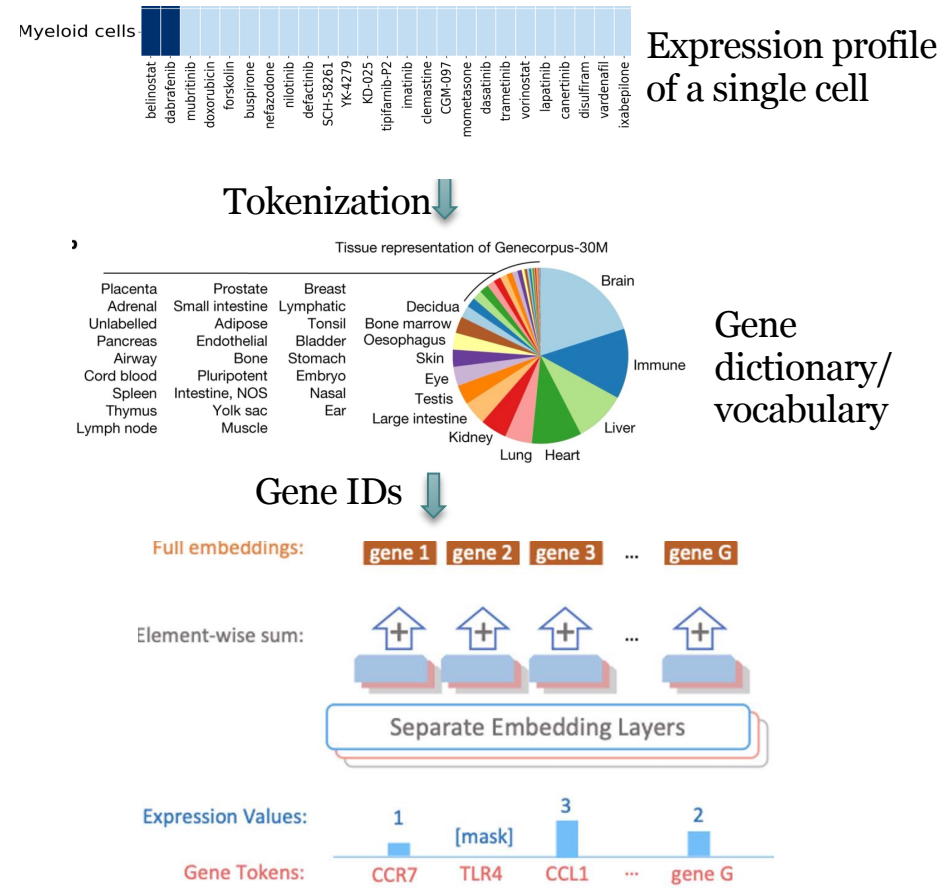 Myeloid cells
belinostat
dabrafenib
mubritinib
doxorubicin
forskolin
buspirone
nefazodone
nilotinib
defactinib
SCH-58261
YK-4279
KD-025
tipifarnib-P2
imatinib
clemastine
CGM-097
mometasone
dasatinib
trametinib
vorinostat
lapatinib
canertinib
disulfiram
vardenafil
ixabepilone
Expression profile
of a single cell
Tokenization
Tissue representation of Genecorpus-30M
Placenta Prostate Breast
Adrenal Small intestine Lymphatic
Unlabelled Adipose Tonsil
Pancreas Endothelial Bladder
Airway Bone Stomach
Cord blood Pluripotent Embryo
Spleen Intestine, NOS Nasal
Thymus Yolk sac Ear
Lymph node Muscle
Decidua
Bone marrow
Oesophagus
Skin
Eye
Testis
Large intestine
Kidney
Lung
Heart
Liver
Immune
Brain
Gene
dictionary/
vocabulary
Gene IDs
Full embeddings: gene 1 gene 2 gene 3 ... gene G
Element-wise sum: + + + ... +
Separate Embedding Layers
Expression Values: 1 [mask] 3 2
Gene Tokens: CCR7 TLR4 CCL1 ... gene G